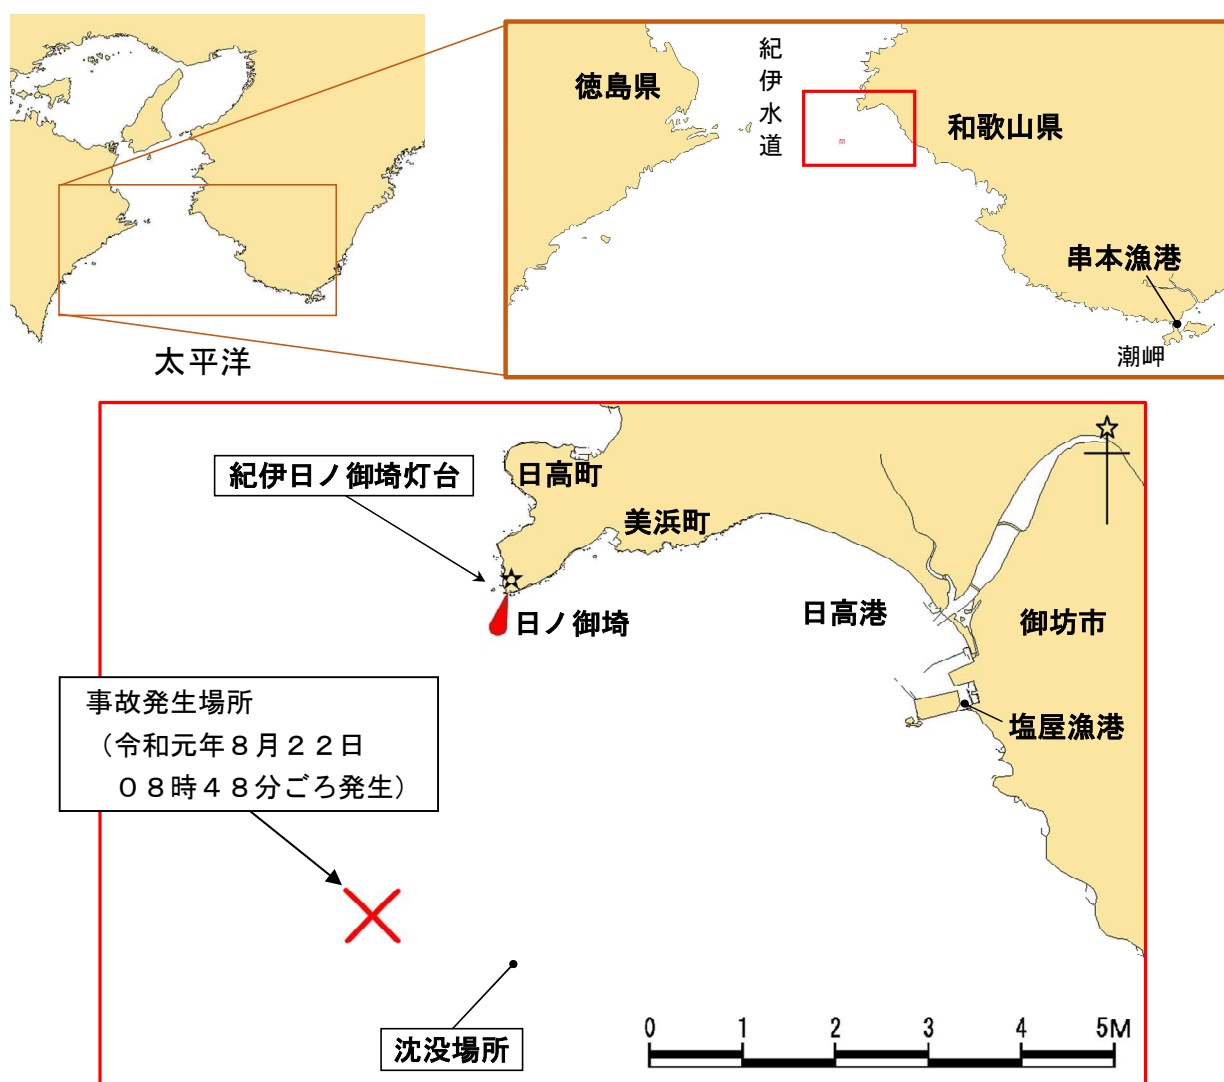 紀伊水道
徳島県
和歌山県
串本漁港
潮岬
太平洋
紀伊日ノ御埼灯台
日高町
美浜町
日ノ御埼
日高港
御坊市
塩屋漁港
事故発生場所
（令和元年８月２２日
０８時４８分ごろ発生）
沈没場所
0 1 2 3 4 5M